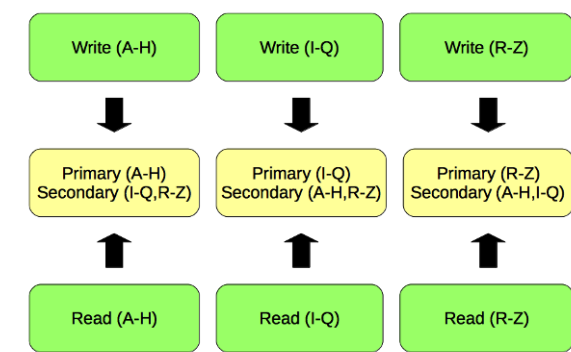 Write (A-H)
Write (I-Q)
Write (R-Z)
Primary (A-H)
Secondary (I-Q,R-Z)
Primary (I-Q)
Secondary (A-H,R-Z)
Primary (R-Z)
Secondary (A-H,I-Q)
Read (A-H)
Read (I-Q)
Read (R-Z)